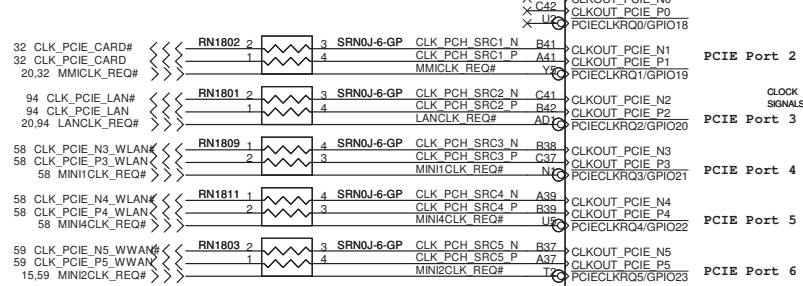 C42 CLKOUT_PCIE_P0
U2 PCIECLKRQ0/GPIO18
32 CLK_PCIE_CARD# RN1802 2 3 SRN0J-6-GP CLK_PCH_SRC1_N B41 CLKOUT_PCIE_N1
32 CLK_PCIE_CARD 1 4 CLK_PCH_SRC1_P A41 CLKOUT_PCIE_P1 PCIE Port 2
20,32 MMICLK_REQ# MMICLK_REQ# Y5 PCIECLKRQ1/GPIO19
CLOCK
94 CLK_PCIE_LAN# RN1801 2 3 SRN0J-6-GP CLK_PCH_SRC2_N C41 CLKOUT_PCIE_N2 SIGNALS
94 CLK_PCIE_LAN 1 4 CLK_PCH_SRC2_P B42 CLKOUT_PCIE_P2 PCIE Port 3
20,94 LANCLK_REQ# LANCLK_REQ# AD1 PCIECLKRQ2/GPIO20
58 CLK_PCIE_N3_WLAN# RN1809 1 4 SRN0J-6-GP CLK_PCH_SRC3_N B38 CLKOUT_PCIE_N3
58 CLK_PCIE_P3_WLAN 2 3 CLK_PCH_SRC3_P C37 CLKOUT_PCIE_P3 PCIE Port 4
58 MINI1CLK_REQ# MINI1CLK_REQ# N1 PCIECLKRQ3/GPIO21
58 CLK_PCIE_N4_WLAN# RN1811 1 4 SRN0J-6-GP CLK_PCH_SRC4_N A39 CLKOUT_PCIE_N4
58 CLK_PCIE_P4_WLAN 2 3 CLK_PCH_SRC4_P B39 CLKOUT_PCIE_P4 PCIE Port 5
58 MINI4CLK_REQ# MINI4CLK_REQ# U5 PCIECLKRQ4/GPIO22
59 CLK_PCIE_N5_WWAN# RN1803 2 3 SRN0J-6-GP CLK_PCH_SRC5_N B37 CLKOUT_PCIE_N5
59 CLK_PCIE_P5_WWAN 1 4 CLK_PCH_SRC5_P A37 CLKOUT_PCIE_P5 PCIE Port 6
15,59 MINI2CLK_REQ# MINI2CLK_REQ# T2 PCIECLKRQ5/GPIO23